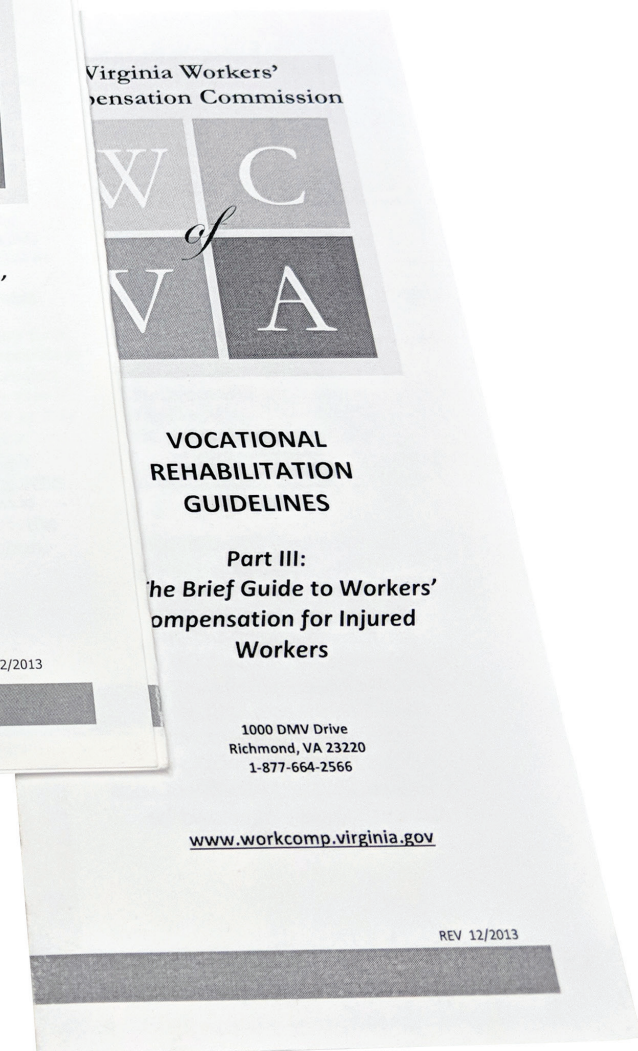 Virginia Workers'
pensation Commission
W C
of
V A
VOCATIONAL
REHABILITATION
GUIDELINES
Part III:
he Brief Guide to Workers'
ompensation for Injured
Workers
1000 DMV Drive
Richmond, VA 23220
1-877-664-2566
www.workcomp.virginia.gov
REV 12/2013
2/2013